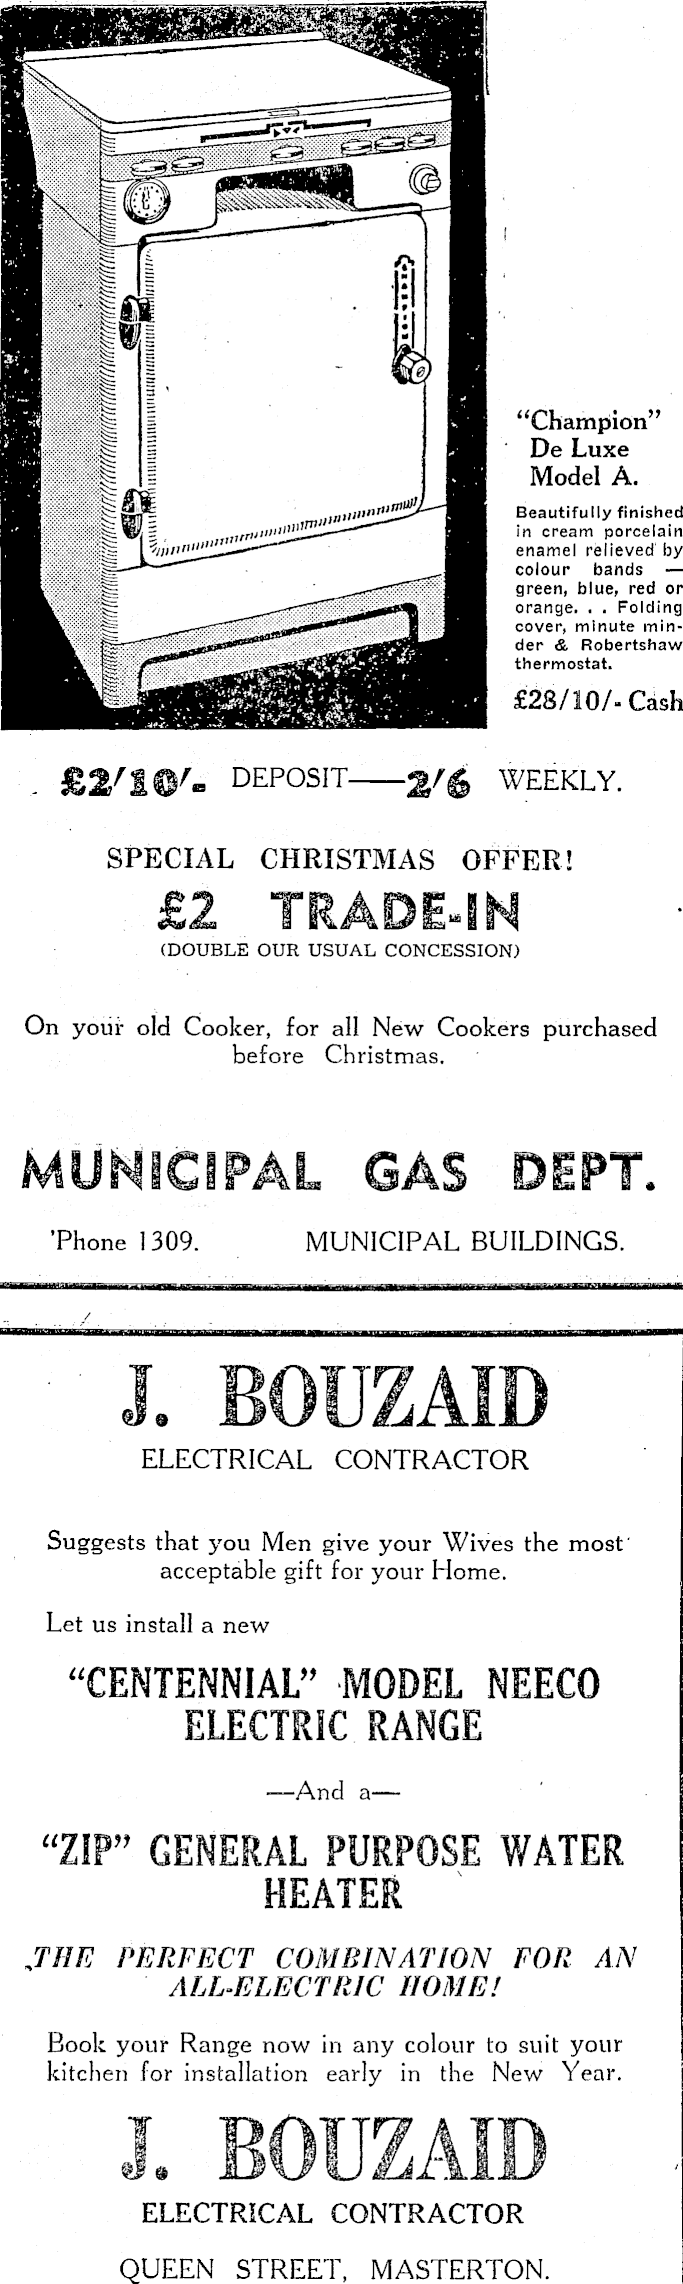 "Champion"
De Luxe
Model A.
Beautifully finished
in cream porcelain
enamel relieved by
colour bands —
green, blue, red or
orange. . . Folding
cover, minute min-
der & Robertshaw
thermostat.
£28/10/- Cash
£2/10/- DEPOSIT—2/6 WEEKLY.
SPECIAL CHRISTMAS OFFER!
£2 TRADE-IN
(DOUBLE OUR USUAL CONCESSION)
On your old Cooker, for all New Cookers purchased
before Christmas.
MUNICIPAL GAS DEPT.
'Phone 1309. MUNICIPAL BUILDINGS.
J. BOUZAID
ELECTRICAL CONTRACTOR
Suggests that you Men give your Wives the most
acceptable gift for your Home.
Let us install a new
"CENTENNIAL" MODEL NEECO
ELECTRIC RANGE
—And a—
"ZIP" GENERAL PURPOSE WATER
HEATER
THE PERFECT COMBINATION FOR AN
ALL-ELECTRIC HOME!
Book your Range now in any colour to suit your
kitchen for installation early in the New Year.
J. BOUZAID
ELECTRICAL CONTRACTOR
QUEEN STREET, MASTERTON.